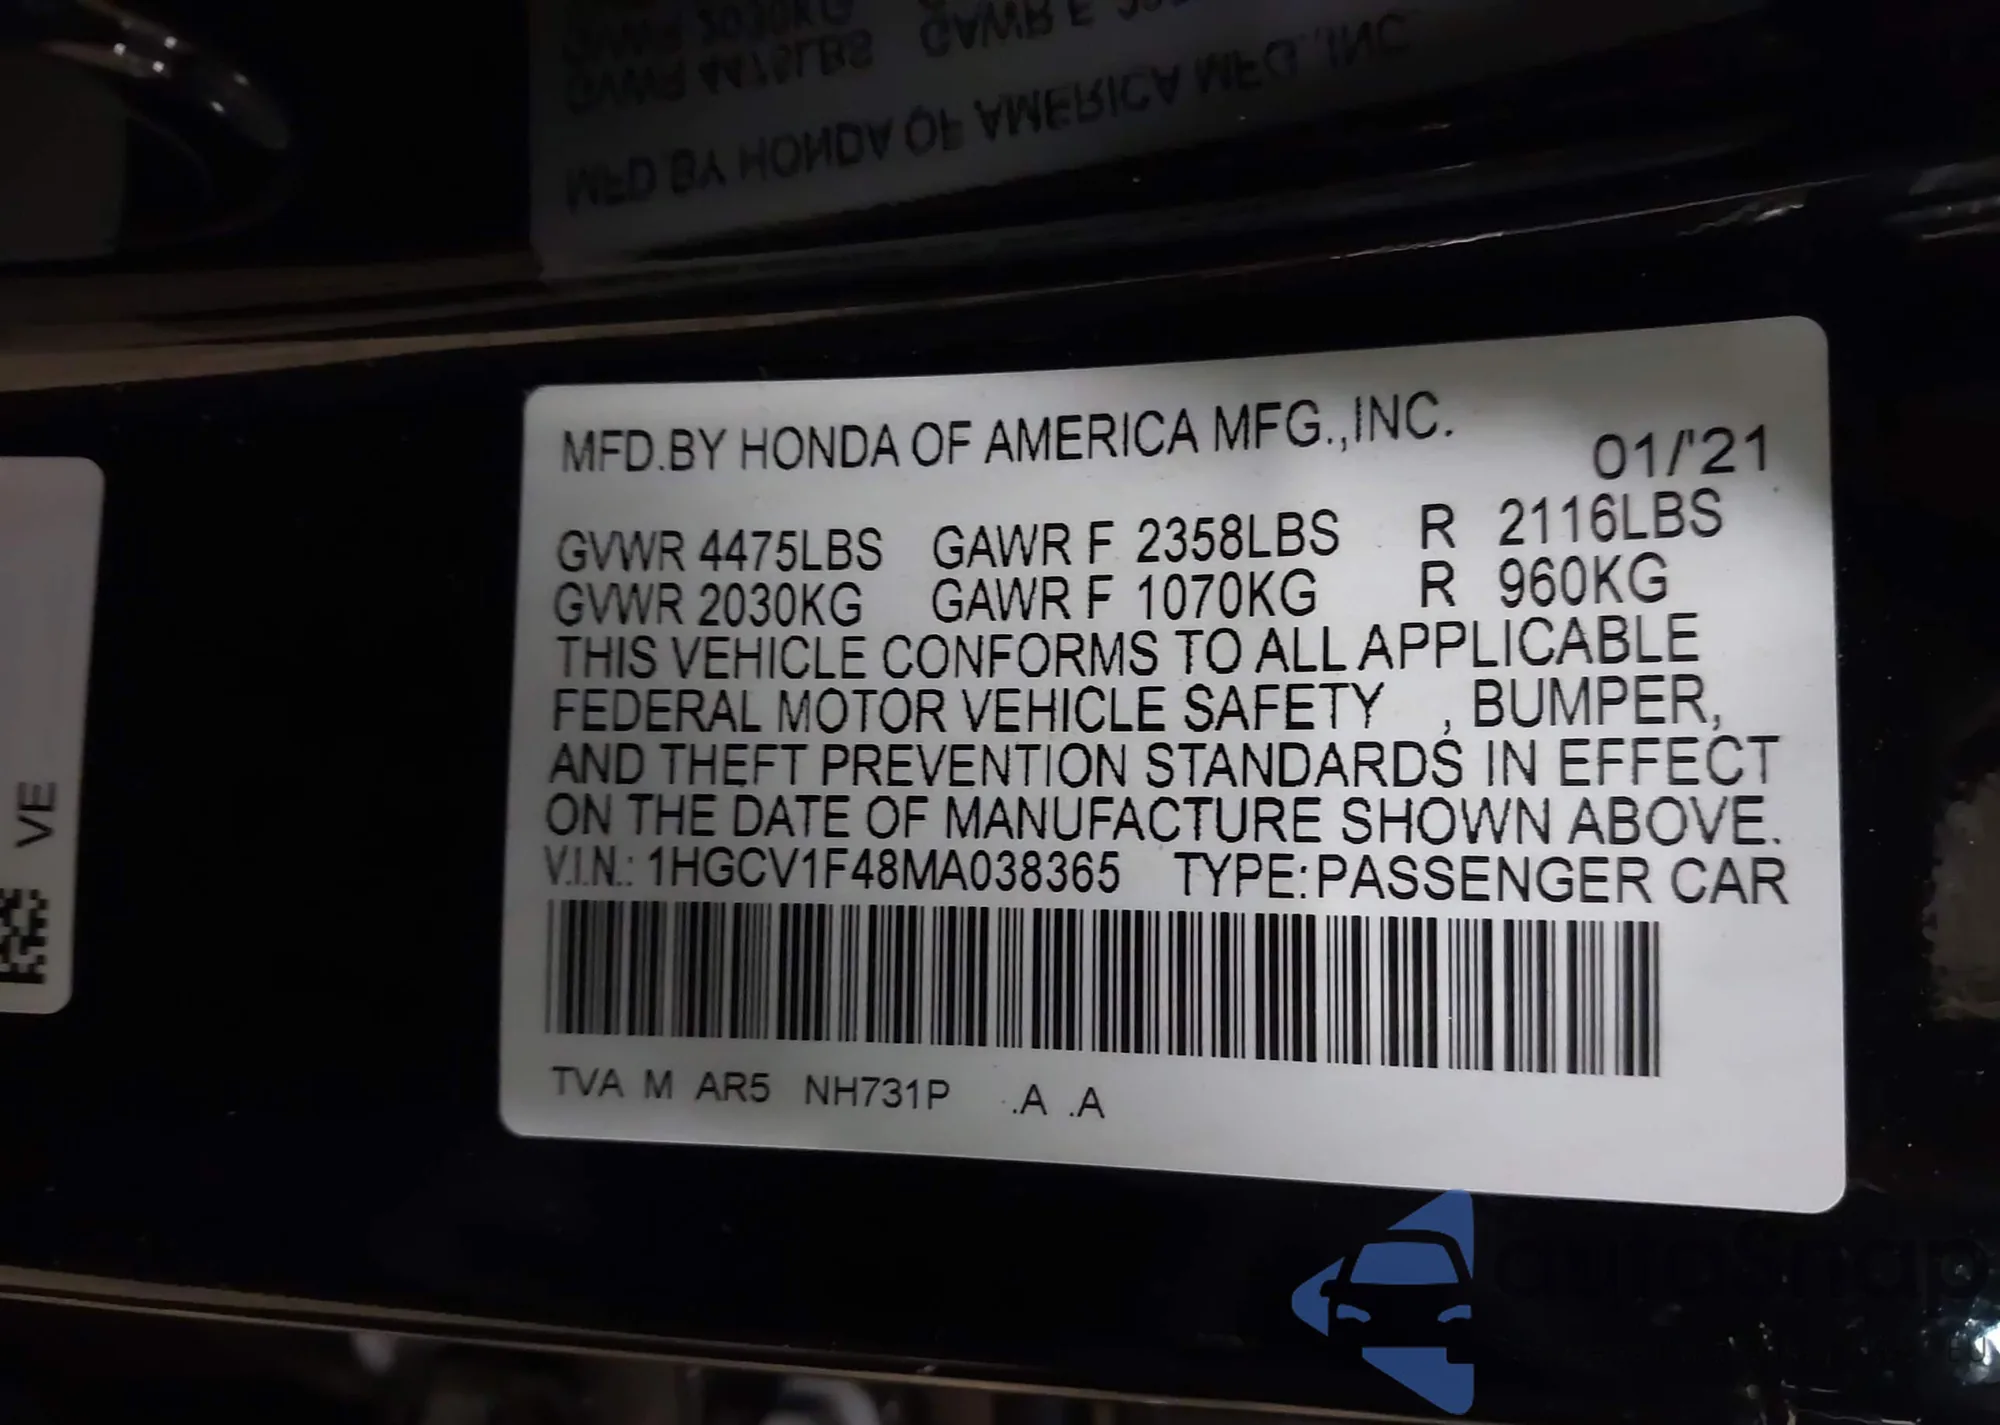 MFD.BY HONDA OF AMERICA MFG.,INC.
01/'21
GVWR 4475LBS GAWR F 2358LBS R 2116LBS
GVWR 2030KG GAWR F 1070KG R 960KG
THIS VEHICLE CONFORMS TO ALL APPLICABLE
FEDERAL MOTOR VEHICLE SAFETY , BUMPER,
AND THEFT PREVENTION STANDARDS IN EFFECT
ON THE DATE OF MANUFACTURE SHOWN ABOVE.
V.I.N.: 1HGCV1F48MA038365 TYPE:PASSENGER CAR
TVA M AR5 NH731P .A .A
VE
autoSnap